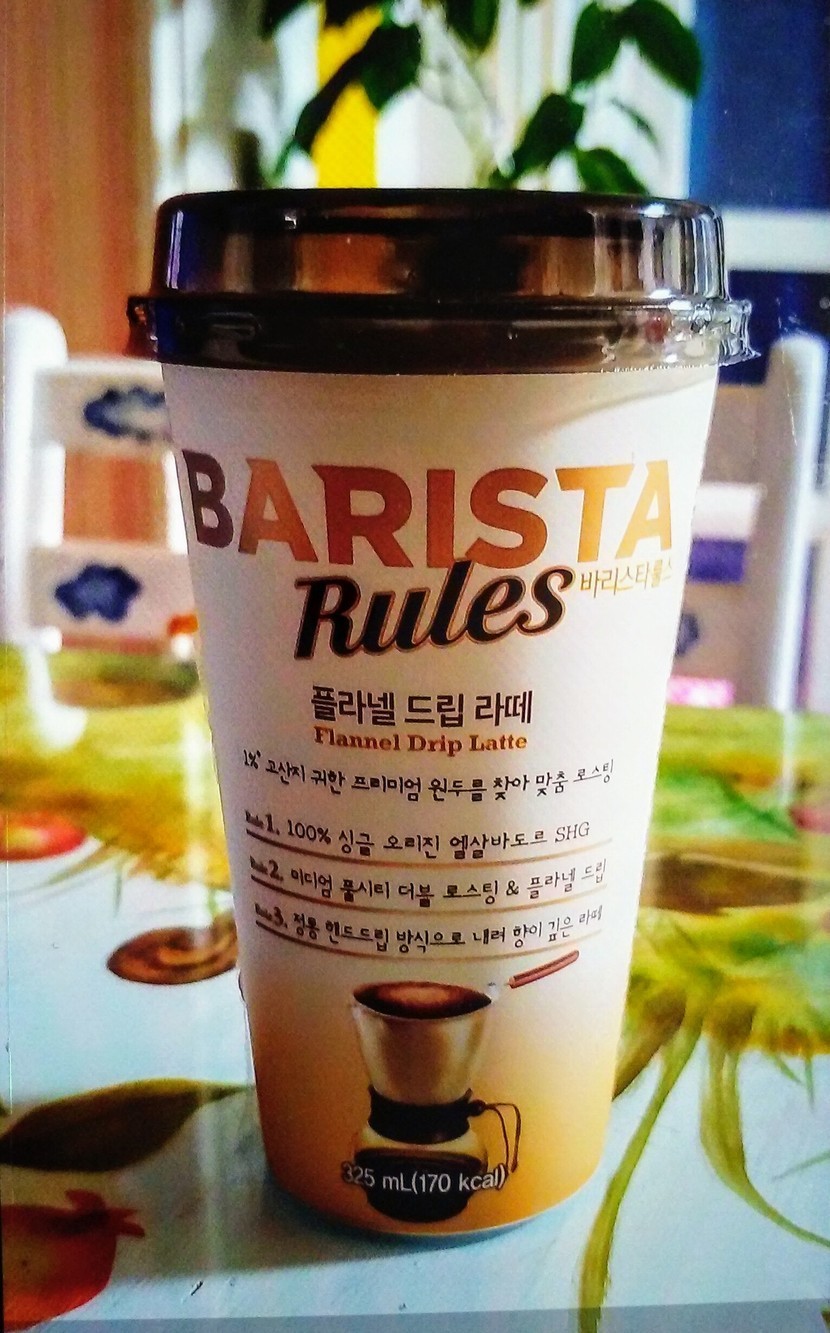 BARISTA
Rules 바리스타룰스
플라넬 드립 라떼
Flannel Drip Latte
1%* 고산지 귀한 프리미엄 원두를 찾아 맞춤 로스팅
Rule 1. 100% 싱글 오리진 엘살바도르 SHG
Rule 2. 미디엄 풀시티 더블 로스팅 & 플라넬 드립
Rule 3. 정통 핸드드립 방식으로 내려 향이 깊은 라떼
325 mL(170 kcal)